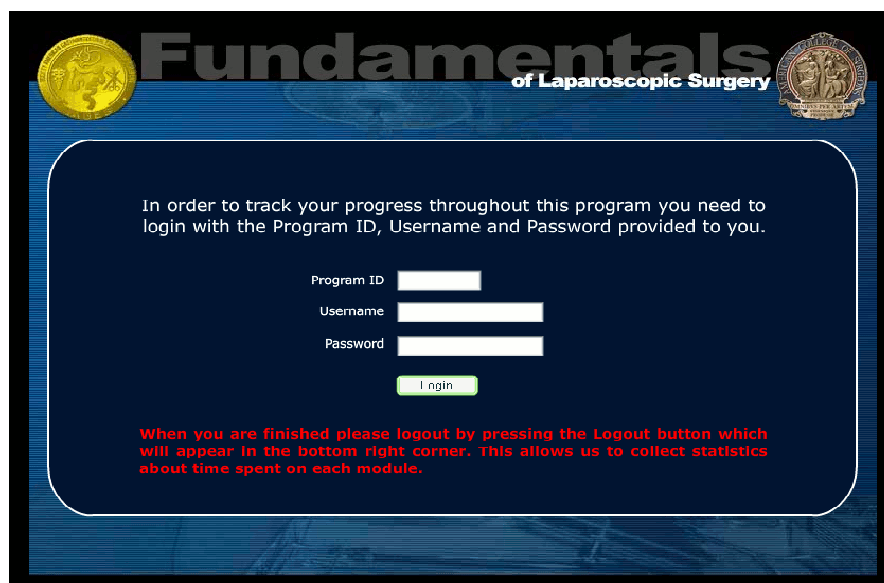 Fundamentals
of Laparoscopic Surgery
In order to track your progress throughout this program you need to
login with the Program ID, Username and Password provided to you.
Program ID
Username
Password
Login
When you are finished please logout by pressing the Logout button which
will appear in the bottom right corner. This allows us to collect statistics
about time spent on each module.